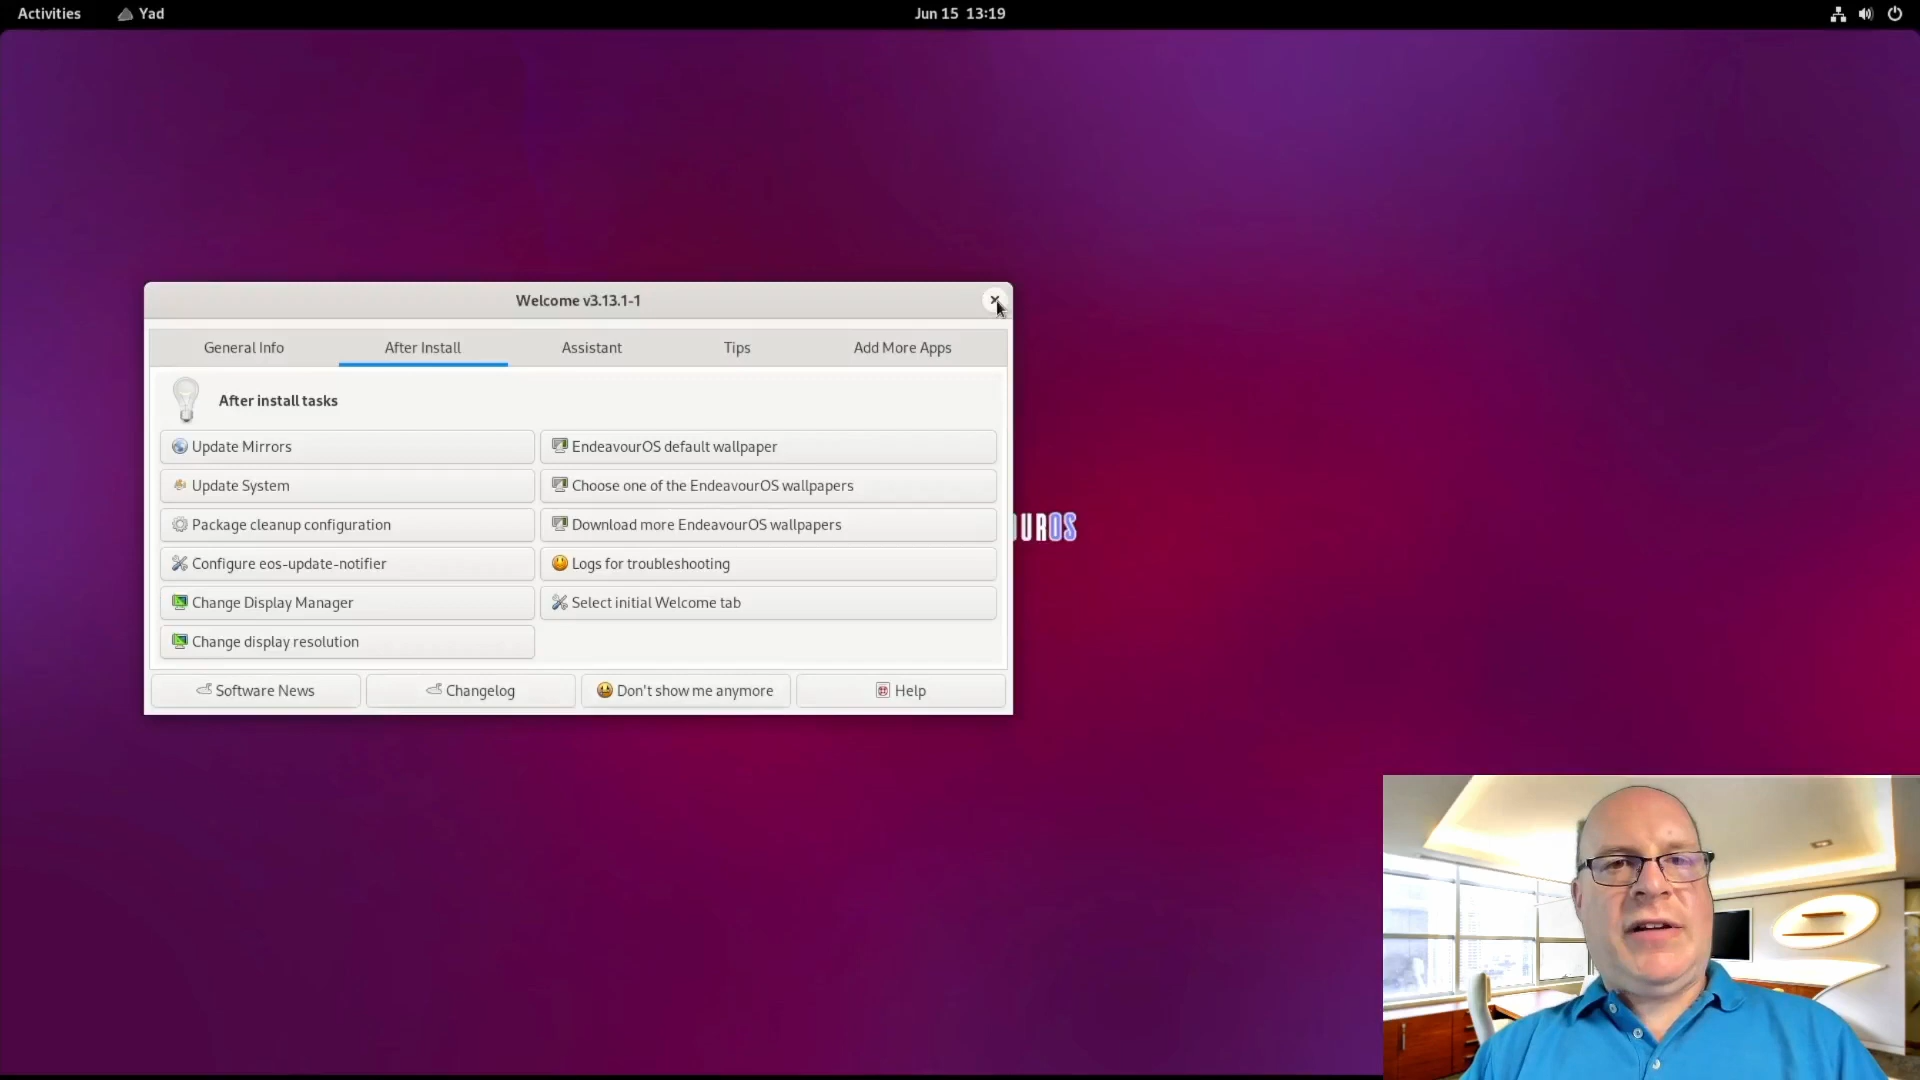 Activities Yad Jun 15 13:19
Welcome v3.13.1-1
General Info After Install Assistant Tips Add More Apps
After install tasks
Update Mirrors EndeavourOS default wallpaper
Update System Choose one of the EndeavourOS wallpapers
Package cleanup configuration Download more EndeavourOS wallpapers
OUROS
Configure eos-update-notifier Logs for troubleshooting
Change Display Manager Select initial Welcome tab
Change display resolution
Software News Changelog Don't show me anymore Help